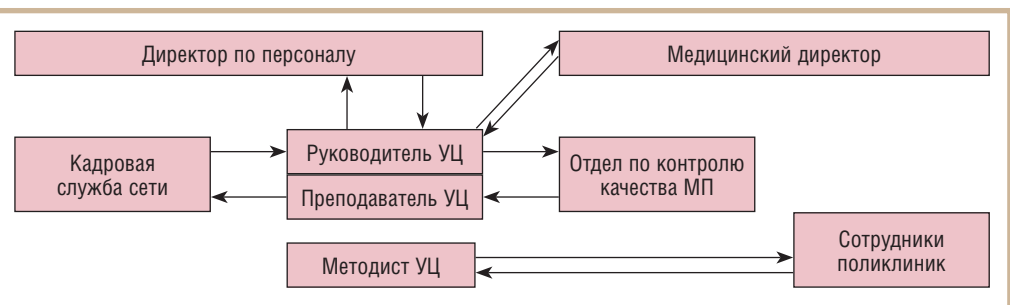 Директор по персоналу
Медицинский директор
Кадровая
служба сети
Руководитель УЦ
Преподаватель УЦ
Отдел по контролю
качества МП
Методист УЦ
Сотрудники
поликлиник